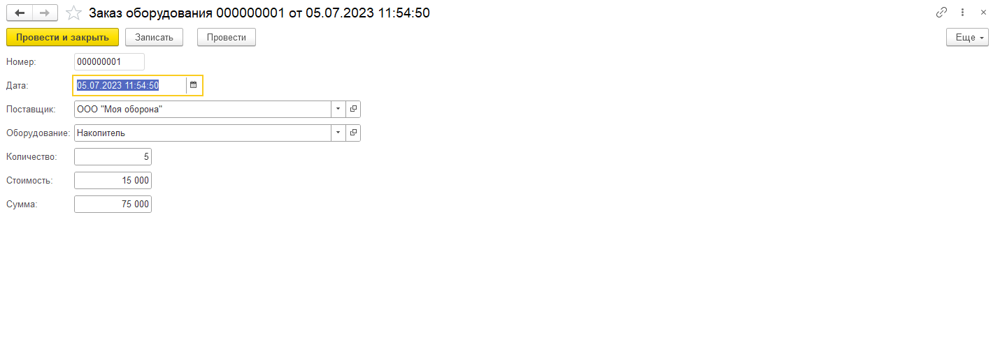 Заказ оборудования 000000001 от 05.07.2023 11:54:50
Провести и закрыть Записать Провести Еще
Номер: 000000001
Дата: 05.07.2023 11:54:50
Поставщик: ООО "Моя оборона"
Оборудование: Накопитель
Количество: 5
Стоимость: 15 000
Сумма: 75 000